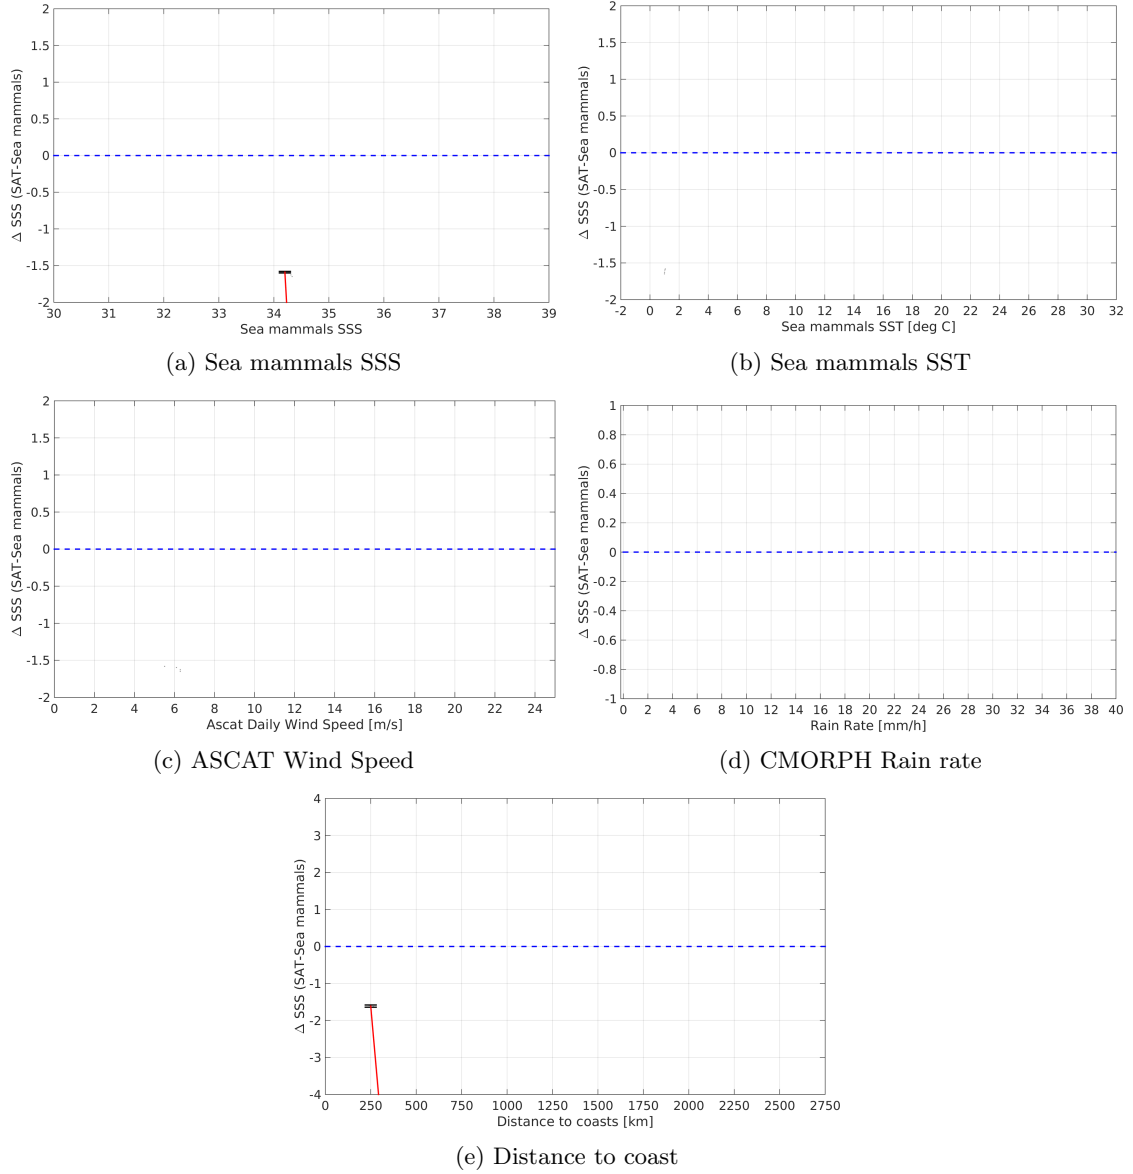 2
1.5
1
0.5
0
-0.5
-1
-1.5
-2
Δ SSS (SAT-Sea mammals)
30 31 32 33 34 35 36 37 38 39
Sea mammals SSS
(a) Sea mammals SSS
2
1.5
1
0.5
0
-0.5
-1
-1.5
-2
Δ SSS (SAT-Sea mammals)
-2 0 2 4 6 8 10 12 14 16 18 20 22 24 26 28 30 32
Sea mammals SST [deg C]
(b) Sea mammals SST
2
1.5
1
0.5
0
-0.5
-1
-1.5
-2
Δ SSS (SAT-Sea mammals)
0 2 4 6 8 10 12 14 16 18 20 22 24
Ascat Daily Wind Speed [m/s]
(c) ASCAT Wind Speed
1
0.8
0.6
0.4
0.2
0
-0.2
-0.4
-0.6
-0.8
-1
Δ SSS (SAT-Sea mammals)
0 2 4 6 8 10 12 14 16 18 20 22 24 26 28 30 32 34 36 38 40
Rain Rate [mm/h]
(d) CMORPH Rain rate
4
3
2
1
0
-1
-2
-3
-4
Δ SSS (SAT-Sea mammals)
0 250 500 750 1000 1250 1500 1750 2000 2250 2500 2750
Distance to coasts [km]
(e) Distance to coast